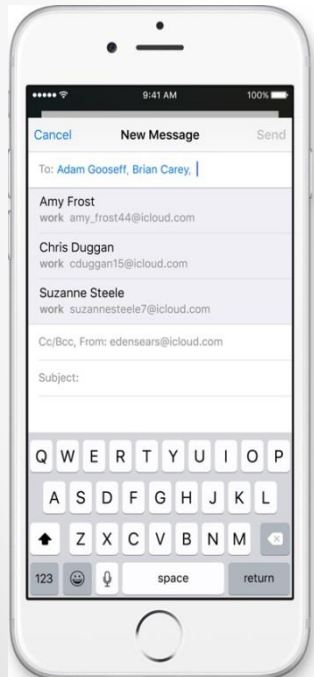 9:41 AM 100%
Cancel New Message Send
To: Adam Gooseff, Brian Carey,
Amy Frost
work amy_frost44@icloud.com
Chris Duggan
work cduggan15@icloud.com
Suzanne Steele
work suzannesteele7@icloud.com
Cc/Bcc, From: edensears@icloud.com
Subject:
Q W E R T Y U I O P
A S D F G H J K L
Z X C V B N M
123 space return